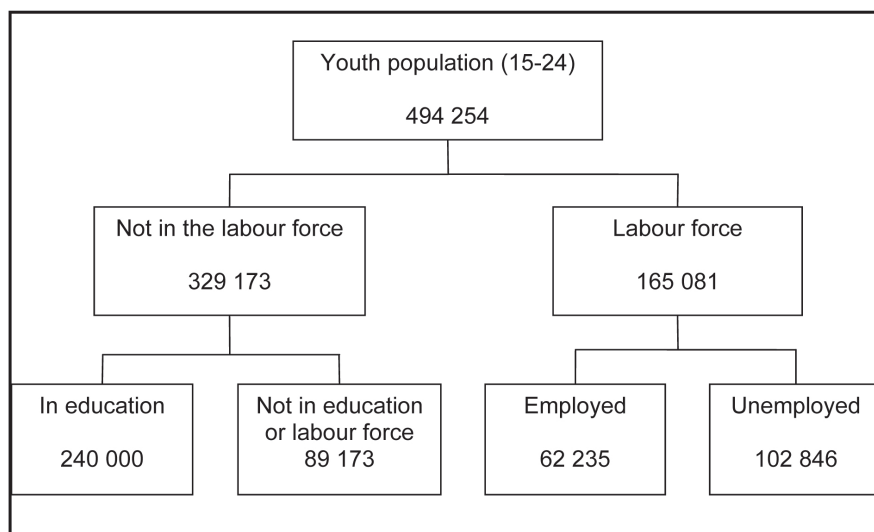 Youth population (15-24)
494 254
Not in the labour force
329 173
Labour force
165 081
In education
240 000
Not in education
or labour force
89 173
Employed
62 235
Unemployed
102 846